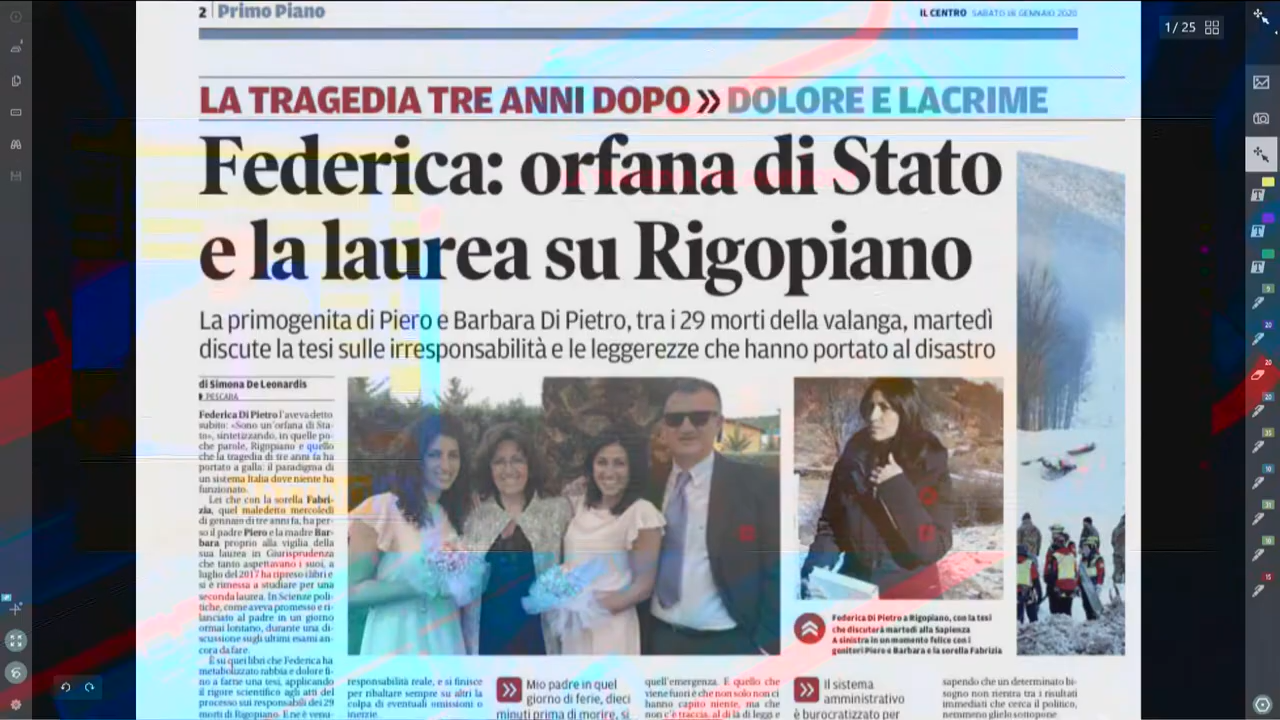 2 Primo Piano
IL CENTRO SABATO 18 GENNAIO 2020
1/25
LA TRAGEDIA TRE ANNI DOPO » DOLORE E LACRIME
Federica: orfana di Stato
e la laurea su Rigopiano
La primogenita di Piero e Barbara Di Pietro, tra i 29 morti della valanga, martedì
discute la tesi sulle irresponsabilità e le leggerezze che hanno portato al disastro
di Simona De Leonardis
PESCARA
Federica Di Pietro l'aveva detto
subito: «Sono un'orfana di Sta-
to», sintetizzando, in quelle po-
che parole, Rigopiano e quello
che la tragedia di tre anni fa ha
portato a galla: il paradigma di
un sistema Italia dove niente ha
funzionato.
Lei che con la sorella Fabri-
zia, quel maledetto mercoledì
di gennaio di tre anni fa, ha per-
so il padre Piero e la madre Bar-
bara proprio alla vigilia della
sua laurea in Giurisprudenza
che tanto aspettavano i suoi, a
luglio del 2017 ha ripreso i libri e
si è rimessa a studiare per una
seconda laurea. In Scienze poli-
tiche, come aveva promesso e ri-
lanciato al padre in un giorno
ormai lontano, durante una di-
scussione sugli ultimi esami an-
cora da fare.
È su quei libri che Federica ha
metabolizzato rabbia e dolore fi-
no a farne una tesi, applicando
il rigore scientifico agli atti del
processo sui responsabili dei 29
morti di Rigopiano. E ne è venu-
responsabilità reale, e si finisce
per ribaltare sempre su altri la
colpa di eventuali omissioni o
inerzie.
Mio padre in quel
giorno di ferie, dieci
minuti prima di morire, si
quell'emergenza. E quello che
viene fuori è che non solo non ci
hanno capito niente, ma che
non c'è traccia, al di là di leggi e
Federica Di Pietro a Rigopiano, con la tesi
che discuterà martedì alla Sapienza
A sinistra in un momento felice con i
genitori Piero e Barbara e la sorella Fabrizia
Il sistema
amministrativo
è burocratizzato per
sapendo che un determinato bi-
sogno non rientra tra i risultati
immediati che cerca il politico,
nemmeno glielo sottopone.